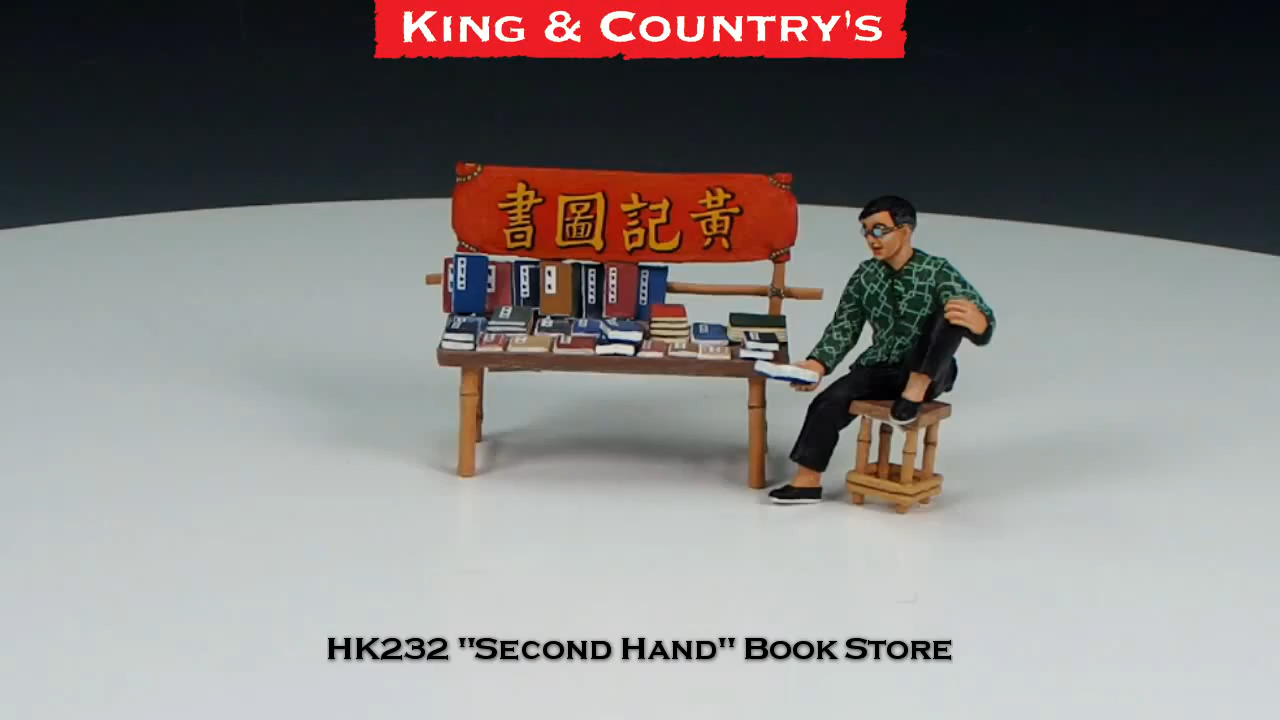 KING & COUNTRY'S
黃記圖書
HK232 "SECOND HAND" BOOK STORE